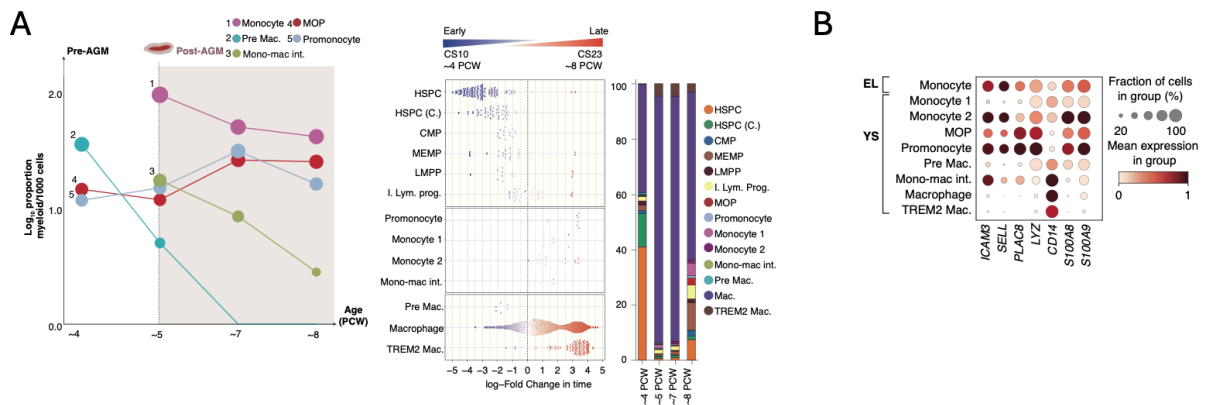 A
1 Monocyte 4 MOP
2 Pre Mac. 5 Promonocyte
3 Mono-mac int.
Pre-AGM
Post-AGM
Log10 proportion
myeloid/1000 cells
2.0
1.0
0.0
1
2
3
4
5
~4
~5
~7
~8
Age
(PCW)
Early
Late
CS10
~4 PCW
CS23
~8 PCW
HSPC
HSPC (C.)
CMP
MEMP
LMPP
I. Lym. prog.
Promonocyte
Monocyte 1
Monocyte 2
Mono-mac int.
Pre Mac.
Macrophage
TREM2 Mac.
-5 -4 -3 -2 -1 0 1 2 3 4 5
log-Fold Change in time
100
80
60
40
20
0
~4 PCW
~5 PCW
~7 PCW
~8 PCW
HSPC
HSPC (C.)
CMP
MEMP
LMPP
I. Lym. Prog.
MOP
Promonocyte
Monocyte 1
Monocyte 2
Mono-mac int.
Pre Mac.
Mac.
TREM2 Mac.
B
EL
YS
Monocyte
Monocyte 1
Monocyte 2
MOP
Promonocyte
Pre Mac.
Mono-mac int.
Macrophage
TREM2 Mac.
ICAM3
SELL
PLAC8
LYZ
CD14
S100A8
S100A9
Fraction of cells
in group (%)
20 100
Mean expression
in group
0 1